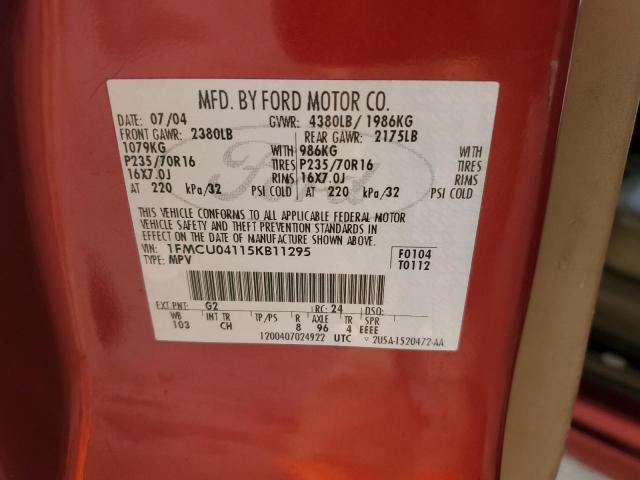 MFD. BY FORD MOTOR CO.
DATE: 07/04 GVWR: 4380LB/ 1986KG
FRONT GAWR: 2380LB REAR GAWR: 2175LB
1079KG WITH 986KG WITH
P235/70R16 TIRES P235/70R16 TIRES
16X7.0J RIMS 16X7.0J RIMS
AT 220 kPa/32 PSI COLD AT 220 kPa/32 PSI COLD
THIS VEHICLE CONFORMS TO ALL APPLICABLE FEDERAL MOTOR
VEHICLE SAFETY AND THEFT PREVENTION STANDARDS IN
EFFECT ON THE DATE OF MANUFACTURE SHOWN ABOVE.
VIN: 1FMCU04115KB11295 F0104
TYPE: MPV T0112
EXT PNT: G2 RC: 24 DSO:
WB INT TR TP/PS R AXLE TR SPR
103 CH 8 96 4 EEEE
1200407024922 UTC ▽ 2U5A-1520472-AA
Ford